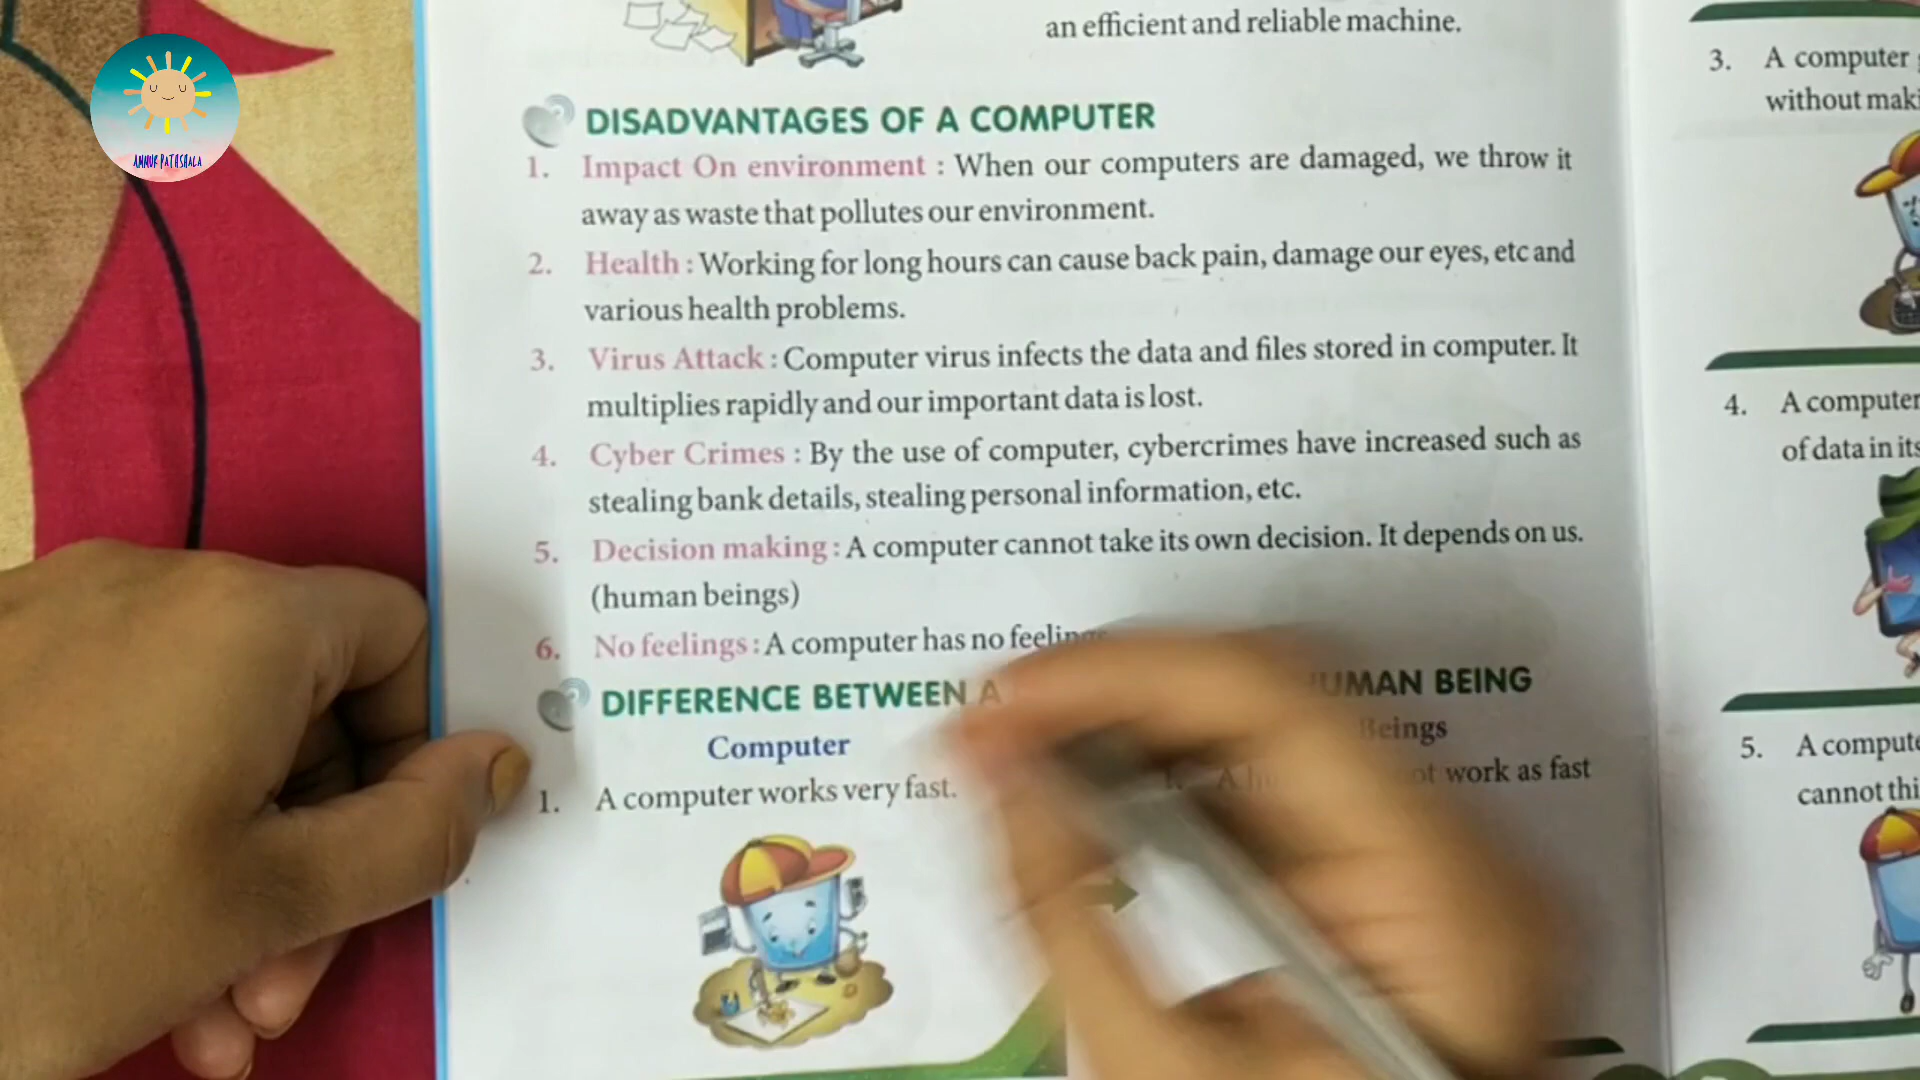 AMMUR PATHSHALA
an efficient and reliable machine.
DISADVANTAGES OF A COMPUTER
1. Impact On environment : When our computers are damaged, we throw it
away as waste that pollutes our environment.
2. Health : Working for long hours can cause back pain, damage our eyes, etc and
various health problems.
3. Virus Attack : Computer virus infects the data and files stored in computer. It
multiplies rapidly and our important data is lost.
4. Cyber Crimes : By the use of computer, cybercrimes have increased such as
stealing bank details, stealing personal information, etc.
5. Decision making : A computer cannot take its own decision. It depends on us.
(human beings)
6. No feelings : A computer has no feelings
DIFFERENCE BETWEEN A UMAN BEING
Computer
Beings
1. A computer works very fast.
1. A work as fast
3. A computer
without maki
4. A computer
of data in its
5. A compute
cannot thi